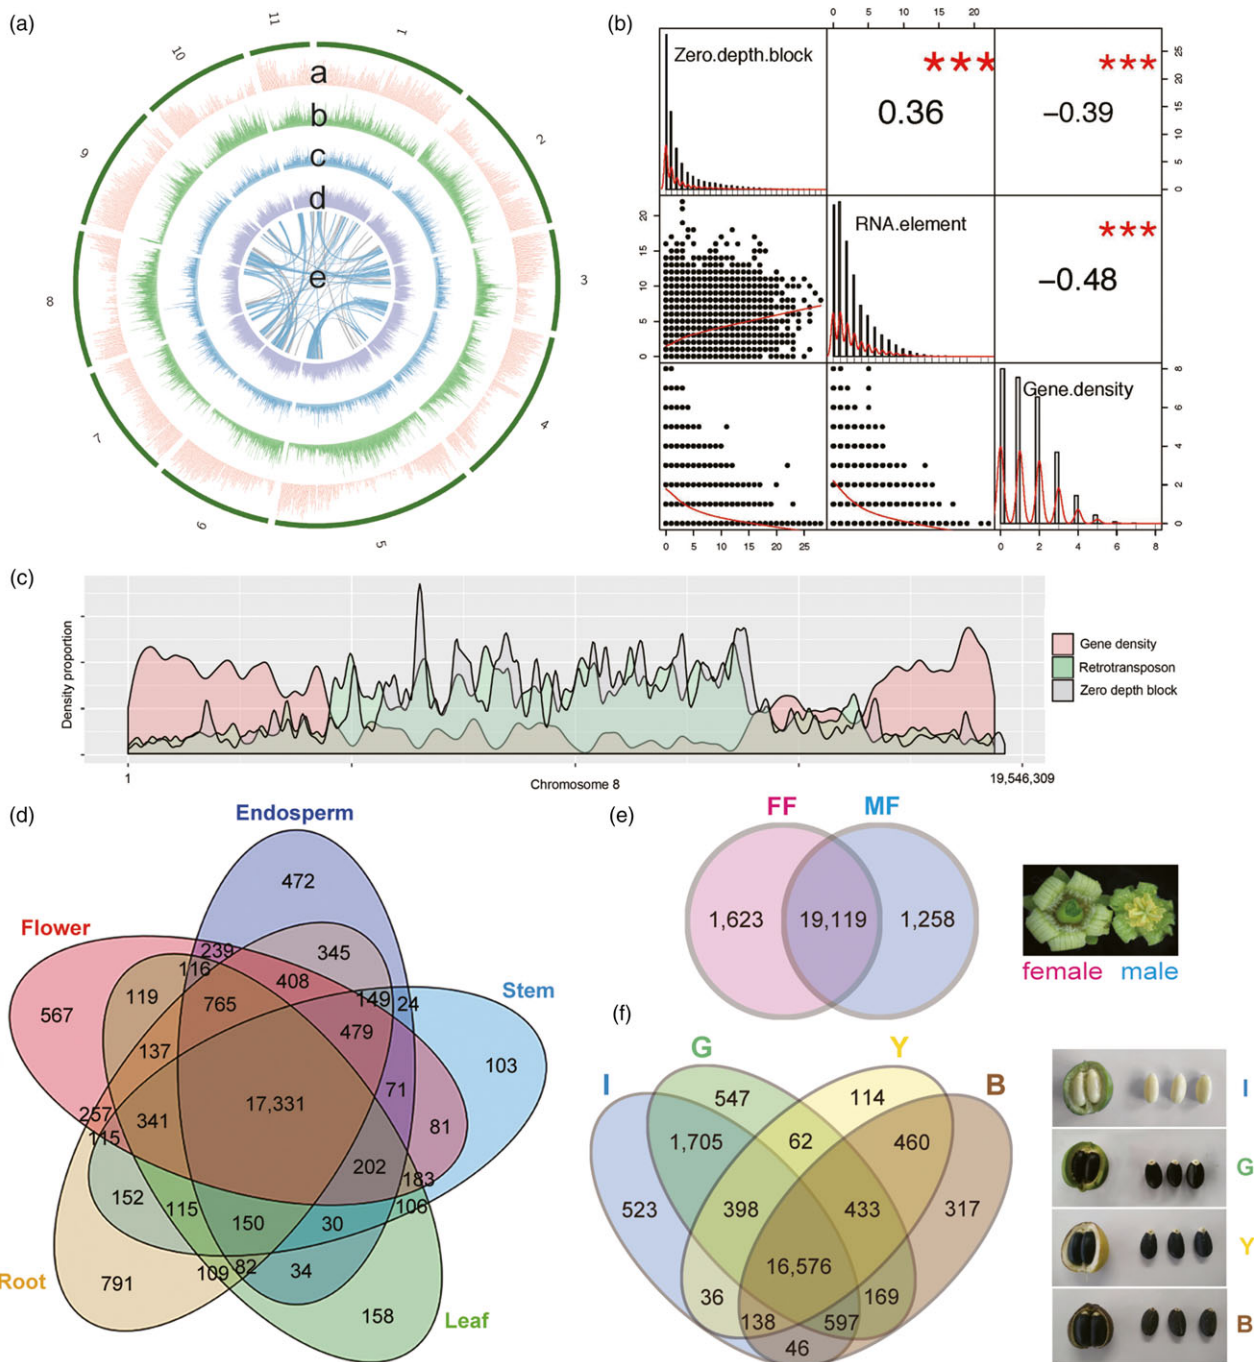 (a)
11
1
10
2
9
3
8
4
7
6
5
a
b
c
d
e
(b)
0 5 10 20
Zero.depth.block
***
0.36
***
−0.39
0 5 10 15 20 25
RNA.element
***
−0.48
0 5 10 15 20
Gene.density
0 2 4 6 8
0 5 10 15 20 25
0 5 10 15 20
0 2 4 6 8
(c)
Density proportion
Gene density
Retrotransposon
Zero depth block
1
Chromosome 8
19,546,309
(d)
Endosperm
Flower
Stem
Root
Leaf
472
239
345
116
408
567
119
765
149
24
479
103
137
17,331
71
257
341
81
115
202
183
152
115
150
30
106
109
82
34
791
158
(e)
FF
MF
1,623
19,119
1,258
female
male
(f)
I
G
Y
B
547
114
1,705
62
460
523
398
433
317
16,576
36
169
138
597
46
I
G
Y
B